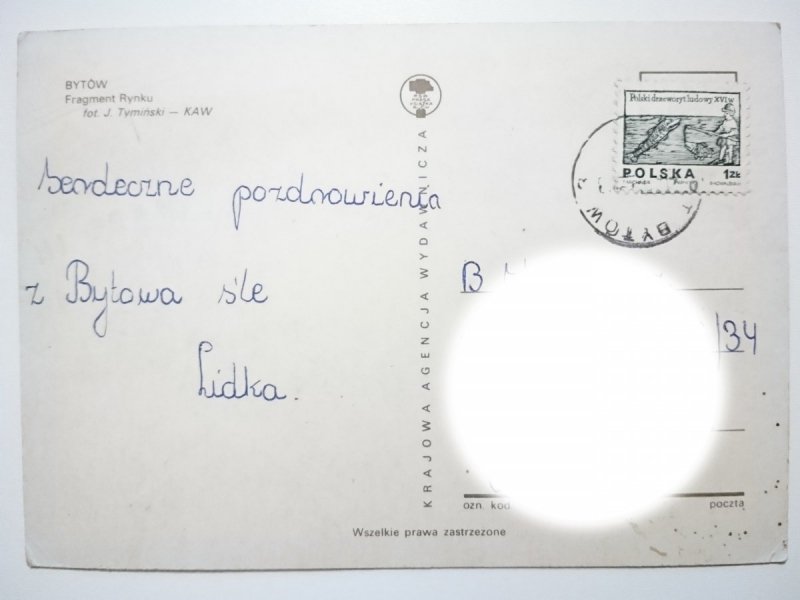 BYTÓW
Fragment Rynku
fot. J. Tymiński — KAW
Serdeczne pozdrowienia
z Bytowa śle
Lidka.
KRAJOWA AGENCJA WYDAWNICZA
Polski drzeworyt ludowy XVI w
POLSKA 1 ZŁ
BYTÓW
B
/34
ozn. kod
poczta
Wszelkie prawa zastrzeżone